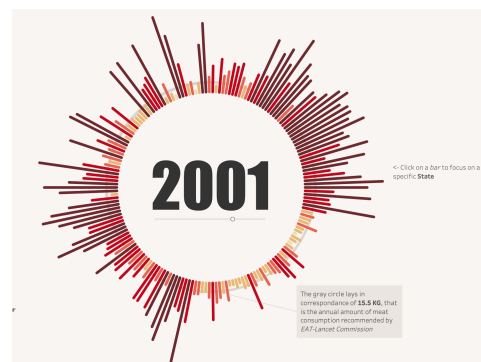 2001
<- Click on a bar to focus on a
specific State
The gray circle lays in
correspondance of 15.5 KG, that
is the annual amount of meat
consumption recommended by
EAT-Lancet Commission